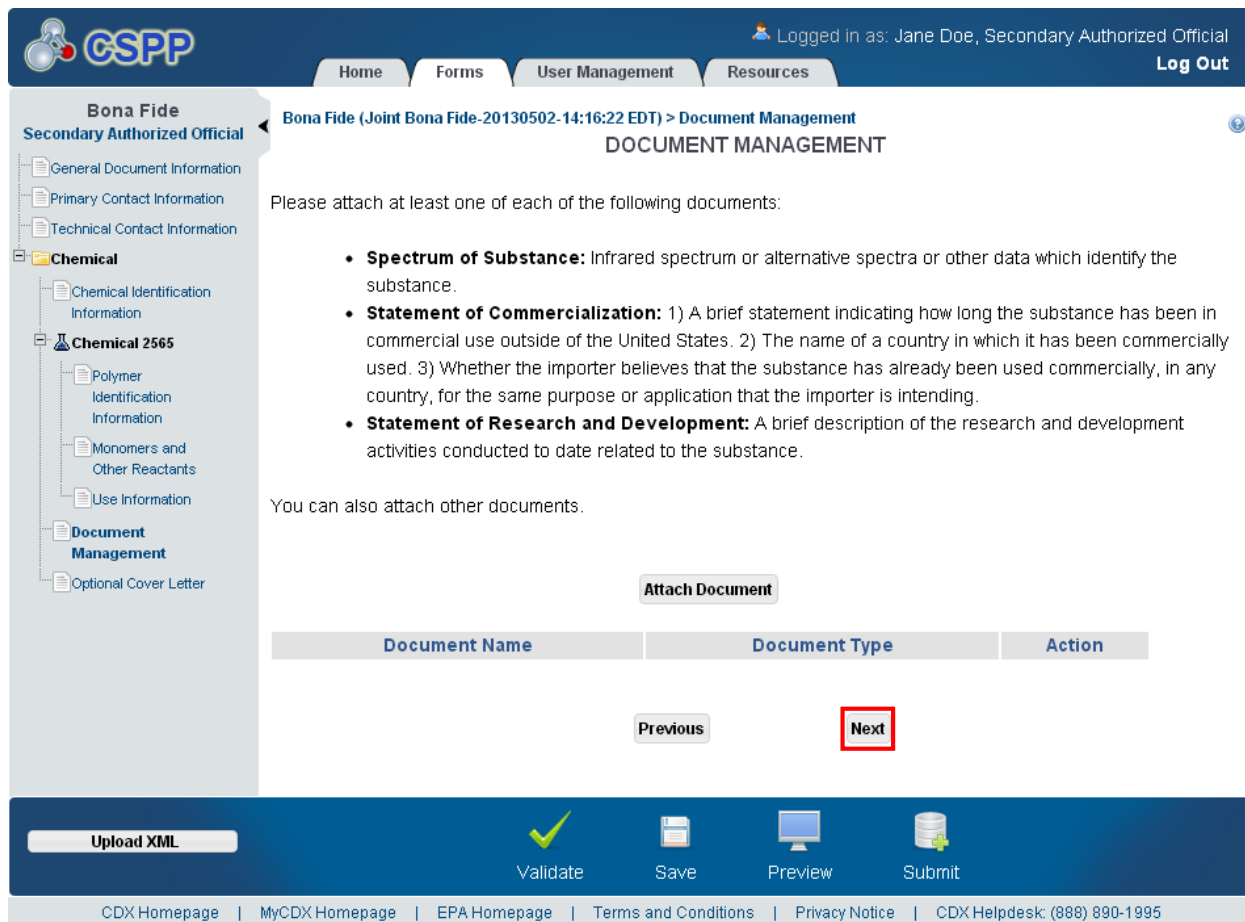 CSPP
Logged in as: Jane Doe, Secondary Authorized Official
Log Out
Home
Forms
User Management
Resources
Bona Fide
Secondary Authorized Official
General Document Information
Primary Contact Information
Technical Contact Information
Chemical
Chemical Identification
Information
Chemical 2565
Polymer
Identification
Information
Monomers and
Other Reactants
Use Information
Document
Management
Optional Cover Letter
Bona Fide (Joint Bona Fide-20130502-14:16:22 EDT) > Document Management
DOCUMENT MANAGEMENT
Please attach at least one of each of the following documents:
• Spectrum of Substance: Infrared spectrum or alternative spectra or other data which identify the
substance.
• Statement of Commercialization: 1) A brief statement indicating how long the substance has been in
commercial use outside of the United States. 2) The name of a country in which it has been commercially
used. 3) Whether the importer believes that the substance has already been used commercially, in any
country, for the same purpose or application that the importer is intending.
• Statement of Research and Development: A brief description of the research and development
activities conducted to date related to the substance.
You can also attach other documents.
Attach Document
Document Name Document Type Action
Previous Next
Upload XML
Validate Save Preview Submit
CDX Homepage | MyCDX Homepage | EPA Homepage | Terms and Conditions | Privacy Notice | CDX Helpdesk: (888) 890-1995